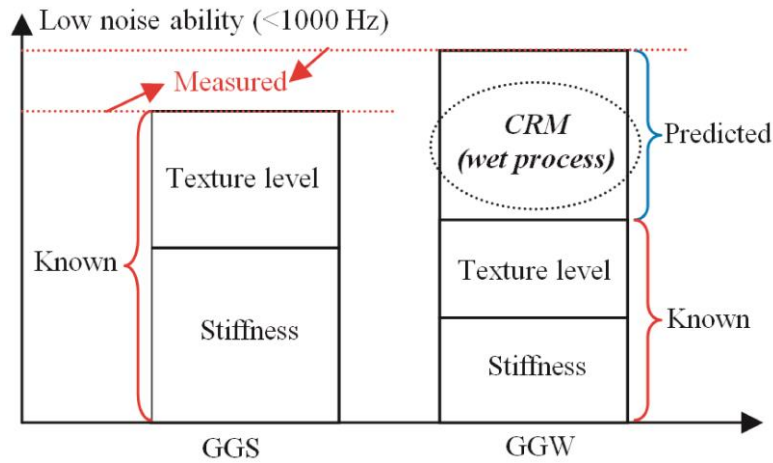 Low noise ability (<1000 Hz)
Measured
CRM
(wet process)
Predicted
Texture level
Known
Texture level
Stiffness
Known
Stiffness
GGS
GGW